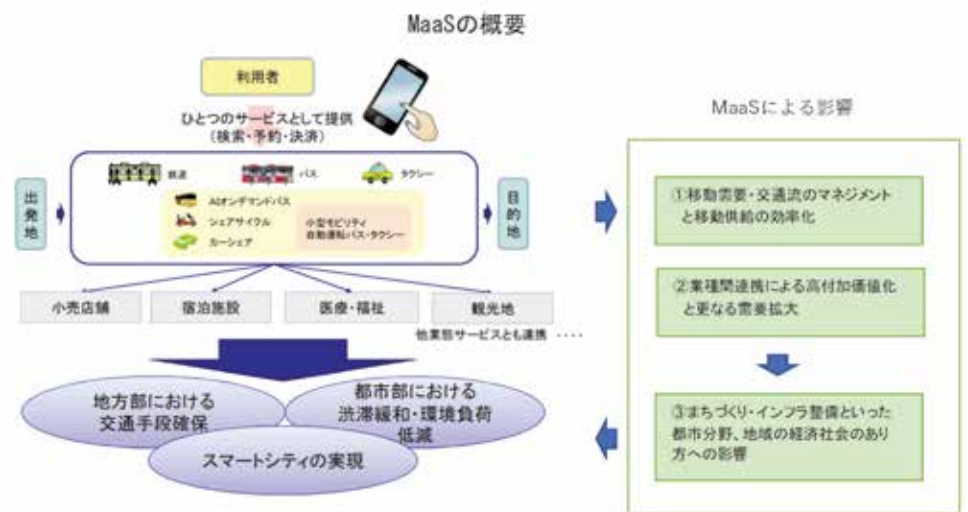 MaaSの概要
利用者
ひとつのサービスとして提供
(検索・予約・決済)
出発地
鉄道
バス
タクシー
AIオンデマンドバス
シェアサイクル
カーシェア
小型モビリティ
自動運転バス・タクシー
目的地
小売店舗
宿泊施設
医療・福祉
観光地
他業態サービスとも連携 ‥‥
地方部における
交通手段確保
都市部における
渋滞緩和・環境負荷
低減
スマートシティの実現
MaaSによる影響
①移動需要・交通流のマネジメント
と移動供給の効率化
②業種間連携による高付加価値化
と更なる需要拡大
③まちづくり・インフラ整備といった
都市分野、地域の経済社会のあり
方への影響